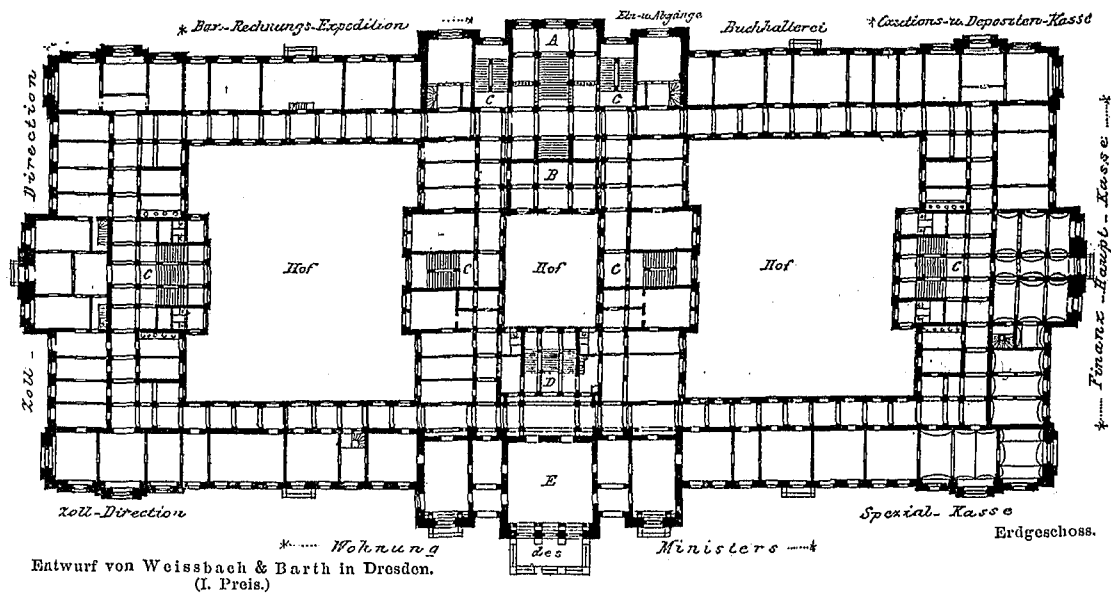 *Bau-Rechnungs-Expedition
Ein- u. Abgänge
Buchhalterei
*Cautions- u. Depositen-Kasse
A
C
C
Zoll-Direction
B
*Finanz-Haupt-Kasse*
Hof
Hof
Hof
C
C
C
C
D
E
Zoll-Direction
Spezial-Kasse
Erdgeschoss.
*Wohnung des Ministers*
Entwurf von Weissbach & Barth in Dresden.
(I. Preis.)